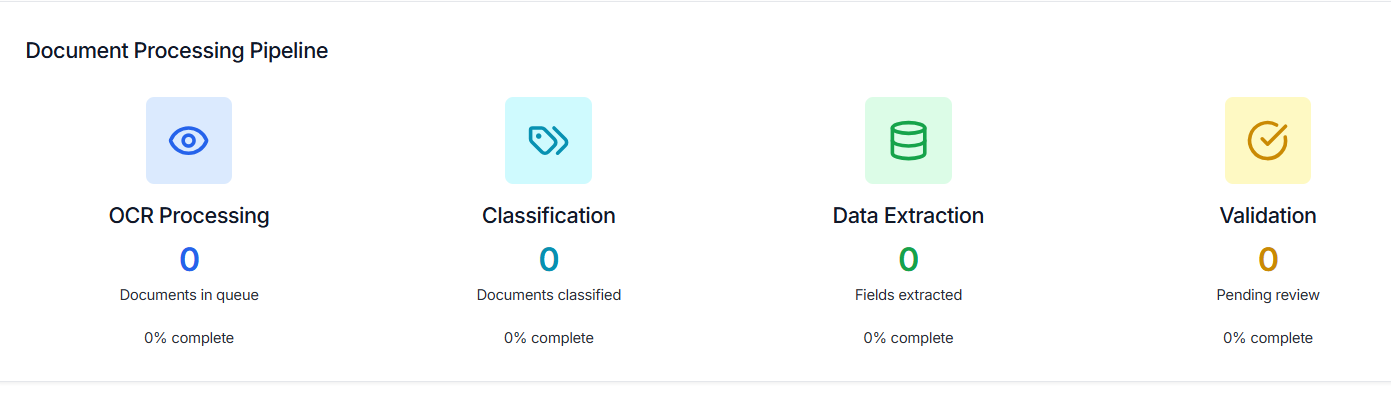 Document Processing Pipeline
OCR Processing
0
Documents in queue
0% complete
Classification
0
Documents classified
0% complete
Data Extraction
0
Fields extracted
0% complete
Validation
0
Pending review
0% complete